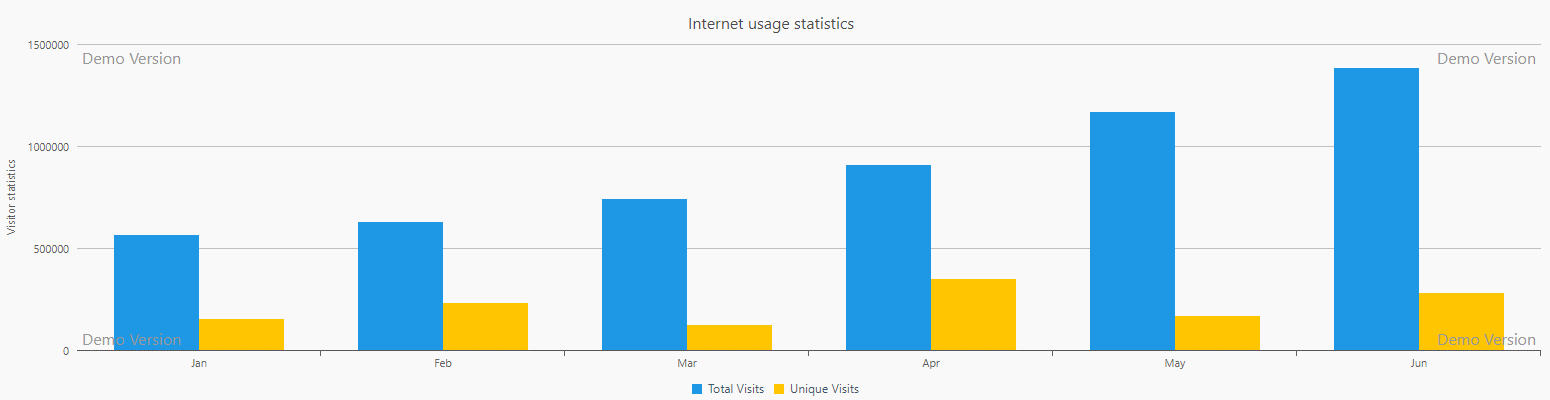 Internet usage statistics
Demo Version
Demo Version
Visitor statistics
1500000
1000000
500000
0
Demo Version
Demo Version
Jan
Feb
Mar
Apr
May
Jun
Total Visits
Unique Visits